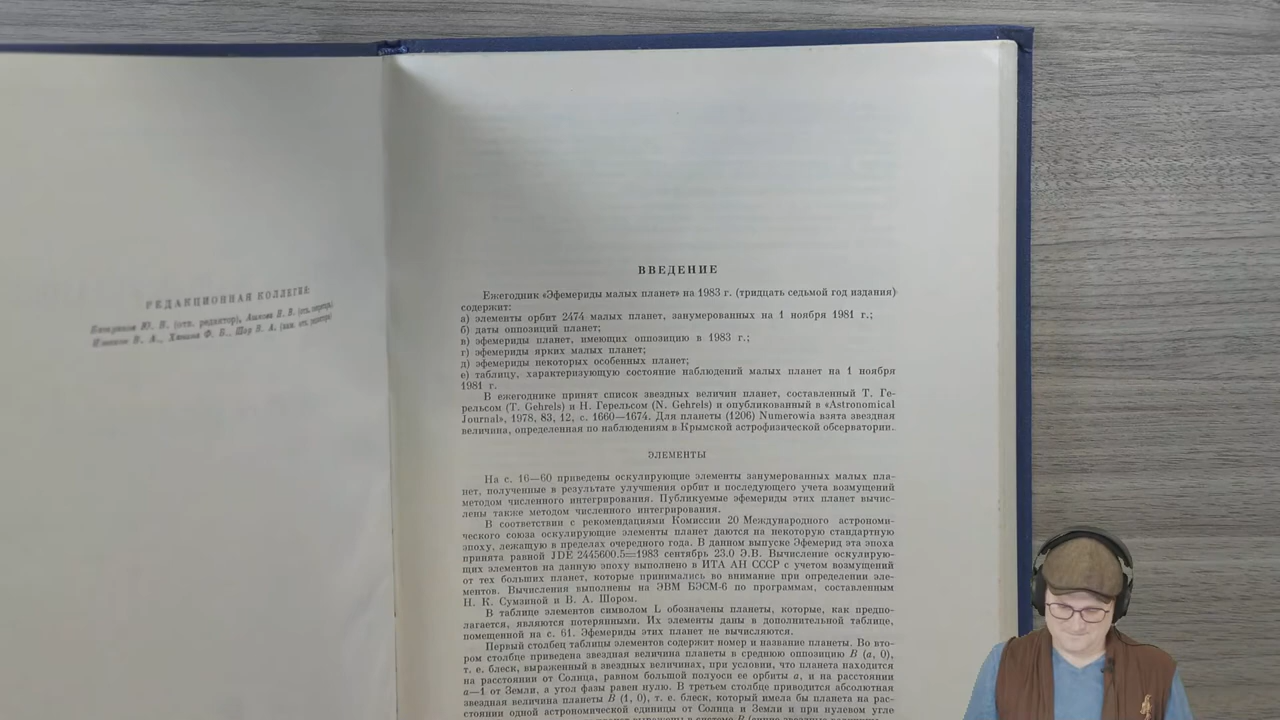 РЕДАКЦИОННАЯ КОЛЛЕГИЯ:
Батраков Ю. В. (отв. редактор), Ашкова Н. В. (отв. секретарь)
В. А., Ханина Ф. Б., Шор В. А. (зам. отв. редактора)
ВВЕДЕНИЕ
Ежегодник «Эфемериды малых планет» на 1983 г. (тридцать седьмой год издания)
содержит:
а) элементы орбит 2474 малых планет, занумерованных на 1 ноября 1981 г.;
б) даты оппозиций планет;
в) эфемериды планет, имеющих оппозицию в 1983 г.;
г) эфемериды ярких малых планет;
д) эфемериды некоторых особенных планет;
е) таблицу, характеризующую состояние наблюдений малых планет на 1 ноября
1981 г.
В ежегоднике принят список звездных величин планет, составленный Т. Ге-
рельсом (T. Gehrels) и Н. Герельсом (N. Gehrels) и опубликованный в «Astronomical
Journal», 1978, 83, 12, с. 1660—1674. Для планеты (1206) Numerowia взята звездная
величина, определенная по наблюдениям в Крымской астрофизической обсерватории.
ЭЛЕМЕНТЫ
На с. 16—60 приведены оскулирующие элементы занумерованных малых пла-
нет, полученные в результате улучшения орбит и последующего учета возмущений
методом численного интегрирования. Публикуемые эфемериды этих планет вычис-
лены также методом численного интегрирования.
В соответствии с рекомендациями Комиссии 20 Международного астрономи-
ческого союза оскулирующие элементы планет даются на некоторую стандартную
эпоху, лежащую в пределах очередного года. В данном выпуске Эфемерид эта эпоха
принята равной JDE 2445600.5=1983 сентябрь 23.0 Э.В. Вычисление оскулирую-
щих элементов на данную эпоху выполнено в ИТА АН СССР с учетом возмущений
от тех больших планет, которые принимались во внимание при определении эле-
ментов. Вычисления выполнены на ЭВМ БЭСМ-6 по программам, составленным
Н. К. Сумзиной и В. А. Шором.
В таблице элементов символом L обозначены планеты, которые, как предпо-
лагается, являются потерянными. Их элементы даны в дополнительной таблице,
помещенной на с. 61. Эфемериды этих планет не вычисляются.
Первый столбец таблицы элементов содержит номер и название планеты. Во вто-
ром столбце приведена звездная величина планеты в среднюю оппозицию B (a, 0),
т. е. блеск, выраженный в звездных величинах, при условии, что планета находится
на расстоянии от Солнца, равном большой полуоси ее орбиты a, и на расстоянии
a—1 от Земли, а угол фазы равен нулю. В третьем столбце приводится абсолютная
звездная величина планеты B (1, 0), т. е. блеск, который имела бы планета на рас-
стоянии одной астрономической единицы от Солнца и Земли и при нулевом угле